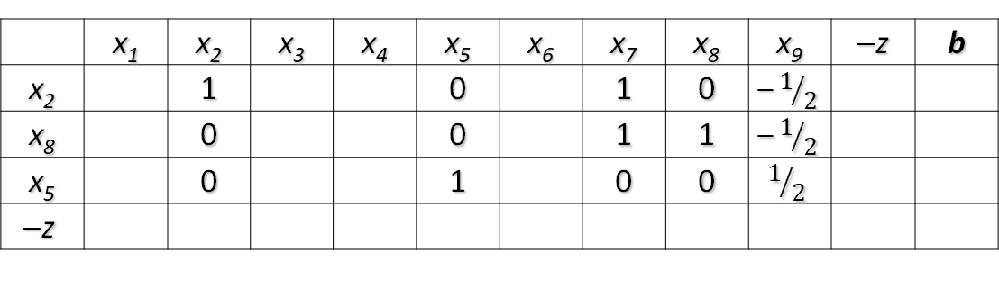 x1 x2 x3 x4 x5 x6 x7 x8 x9 –z b
x2 1 0 1 0 – 1/2
x8 0 0 1 1 – 1/2
x5 0 1 0 0 1/2
–z